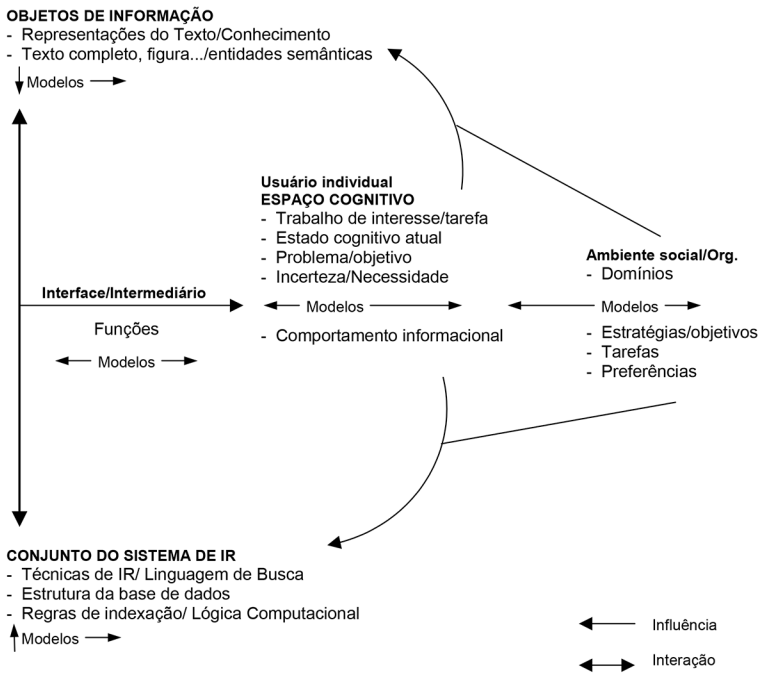 OBJETOS DE INFORMAÇÃO
- Representações do Texto/Conhecimento
- Texto completo, figura.../entidades semânticas
Modelos
Usuário individual
ESPAÇO COGNITIVO
- Trabalho de interesse/tarefa
- Estado cognitivo atual
- Problema/objetivo
- Incerteza/Necessidade
Modelos
- Comportamento informacional
Ambiente social/Org.
- Domínios
Modelos
- Estratégias/objetivos
- Tarefas
- Preferências
Interface/Intermediário
Funções
Modelos
CONJUNTO DO SISTEMA DE IR
- Técnicas de IR/ Linguagem de Busca
- Estrutura da base de dados
- Regras de indexação/ Lógica Computacional
Modelos
Influência
Interação